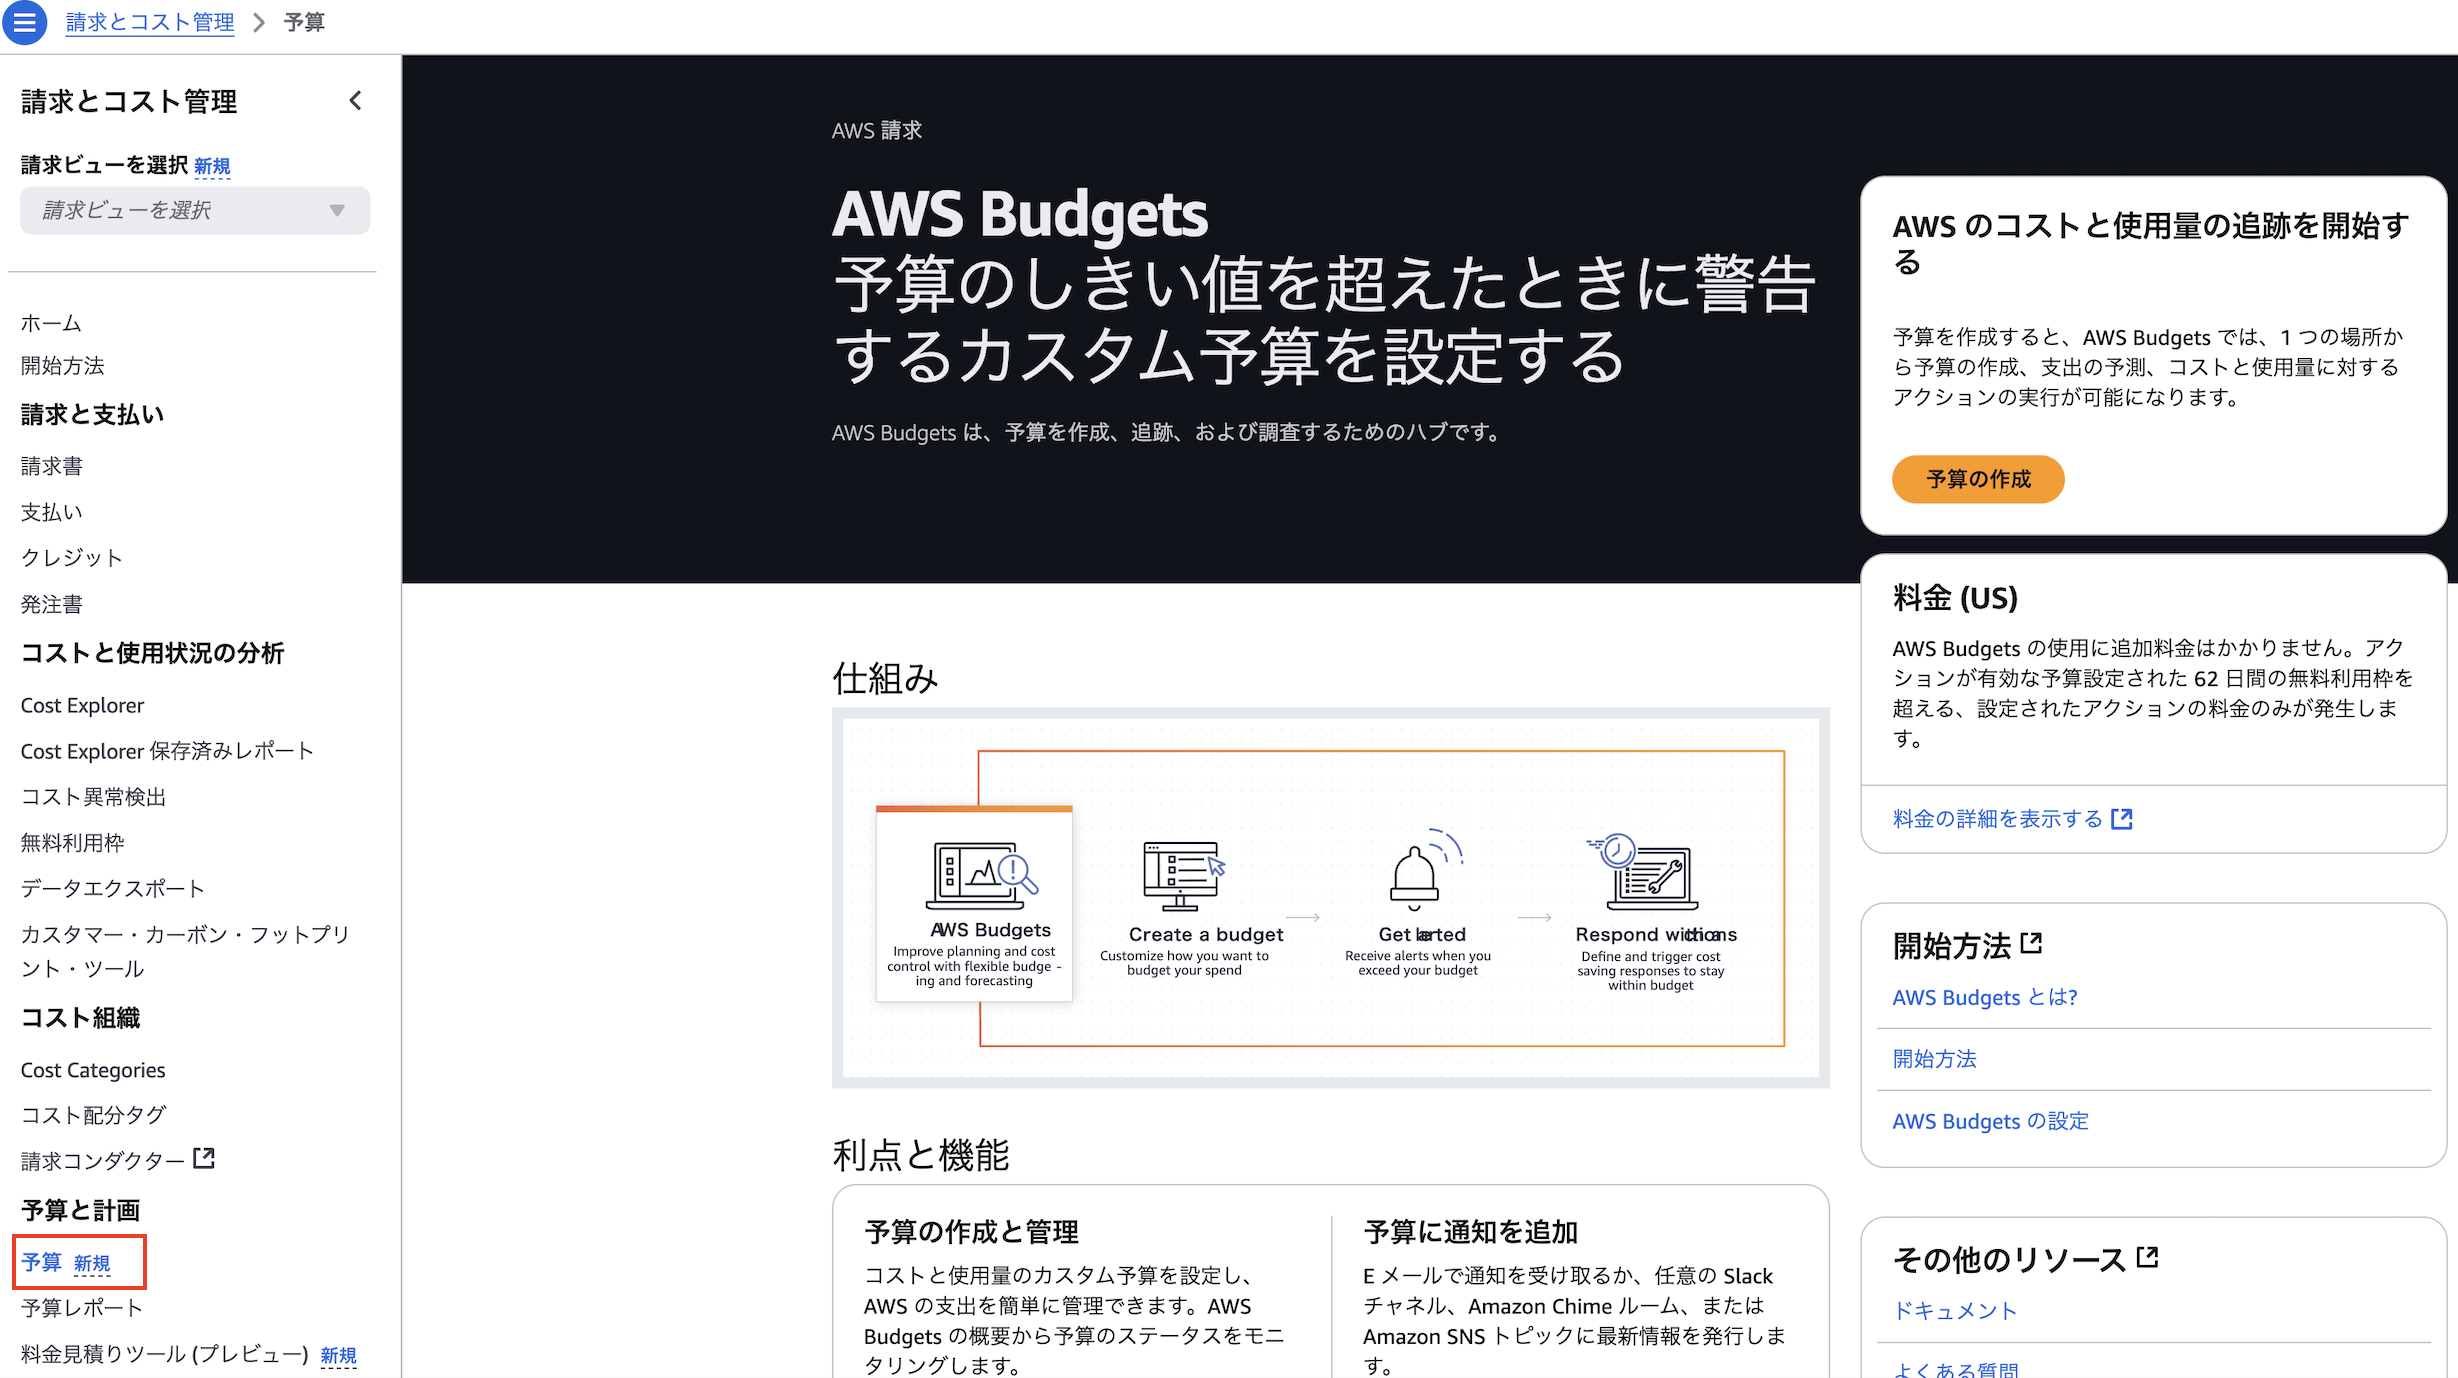 請求とコスト管理 > 予算
請求とコスト管理
請求ビューを選択 新規
請求ビューを選択
ホーム
開始方法
請求と支払い
請求書
支払い
クレジット
発注書
コストと使用状況の分析
Cost Explorer
Cost Explorer 保存済みレポート
コスト異常検出
無料利用枠
データエクスポート
カスタマー・カーボン・フットプリ
ント・ツール
コスト組織
Cost Categories
コスト配分タグ
請求コンダクター
予算と計画
予算 新規
予算レポート
料金見積りツール (プレビュー) 新規
AWS 請求
AWS Budgets
予算のしきい値を超えたときに警告
するカスタム予算を設定する
AWS Budgets は、予算を作成、追跡、および調査するためのハブです。
仕組み
AWS Budgets
Improve planning and cost
control with flexible budge -
ing and forecasting
Create a budget
Customize how you want to
budget your spend
Get
Receive alerts when you
exceed your budget
Respond
Define and trigger cost
saving responses to stay
within budget
利点と機能
予算の作成と管理
コストと使用量のカスタム予算を設定し、
AWS の支出を簡単に管理できます。AWS
Budgets の概要から予算のステータスをモニ
タリングします。
予算に通知を追加
E メールで通知を受け取るか、任意の Slack
チャネル、Amazon Chime ルーム、または
Amazon SNS トピックに最新情報を発行しま
す。
AWS のコストと使用量の追跡を開始す
る
予算を作成すると、AWS Budgets では、1 つの場所か
ら予算の作成、支出の予測、コストと使用量に対する
アクションの実行が可能になります。
予算の作成
料金 (US)
AWS Budgets の使用に追加料金はかかりません。アク
ションが有効な予算設定された 62 日間の無料利用枠を
超える、設定されたアクションの料金のみが発生しま
す。
料金の詳細を表示する
開始方法
AWS Budgets とは?
開始方法
AWS Budgets の設定
その他のリソース
ドキュメント
よくある質問